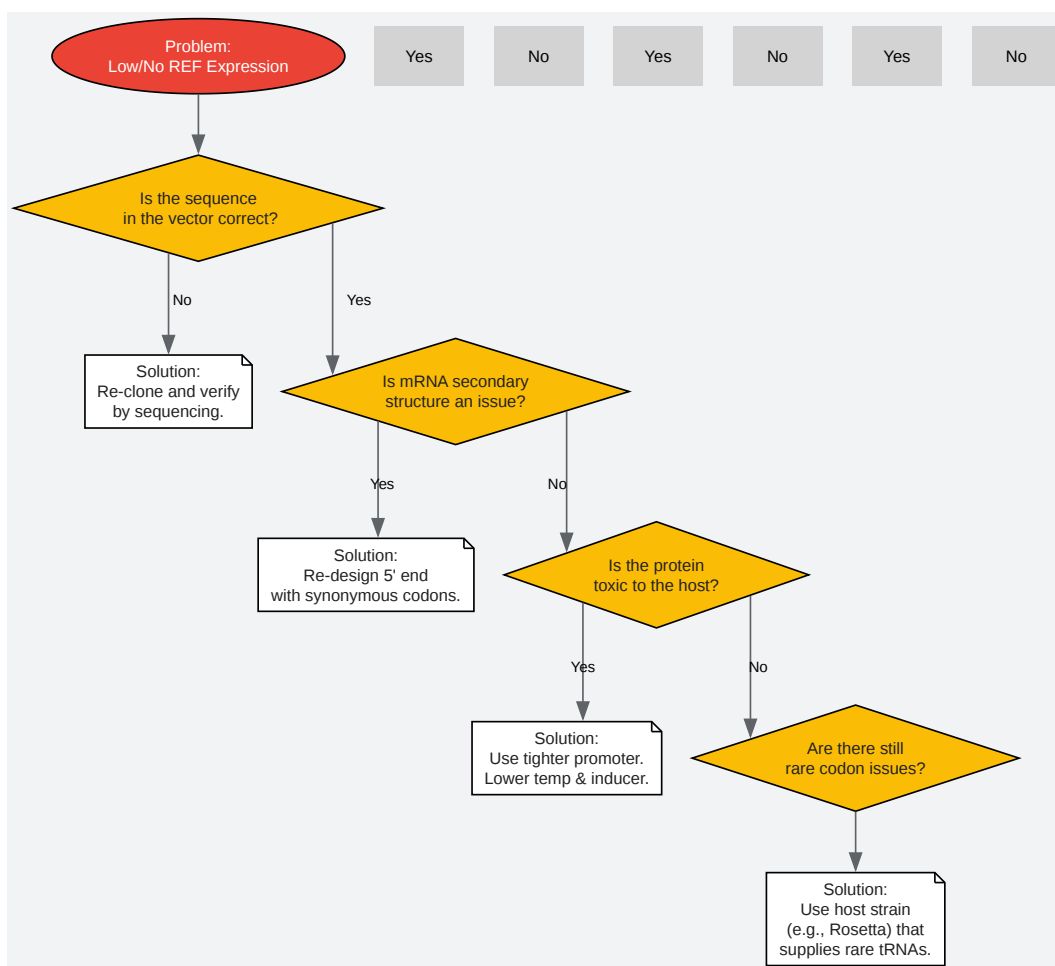 Problem:
Low/No REF Expression
Yes
No
Yes
No
Yes
No
Is the sequence
in the vector correct?
No
Yes
Solution:
Re-clone and verify
by sequencing.
Is mRNA secondary
structure an issue?
Yes
No
Solution:
Re-design 5' end
with synonymous codons.
Is the protein
toxic to the host?
Yes
No
Solution:
Use tighter promoter.
Lower temp & inducer.
Are there still
rare codon issues?
Solution:
Use host strain
(e.g., Rosetta) that
supplies rare tRNAs.